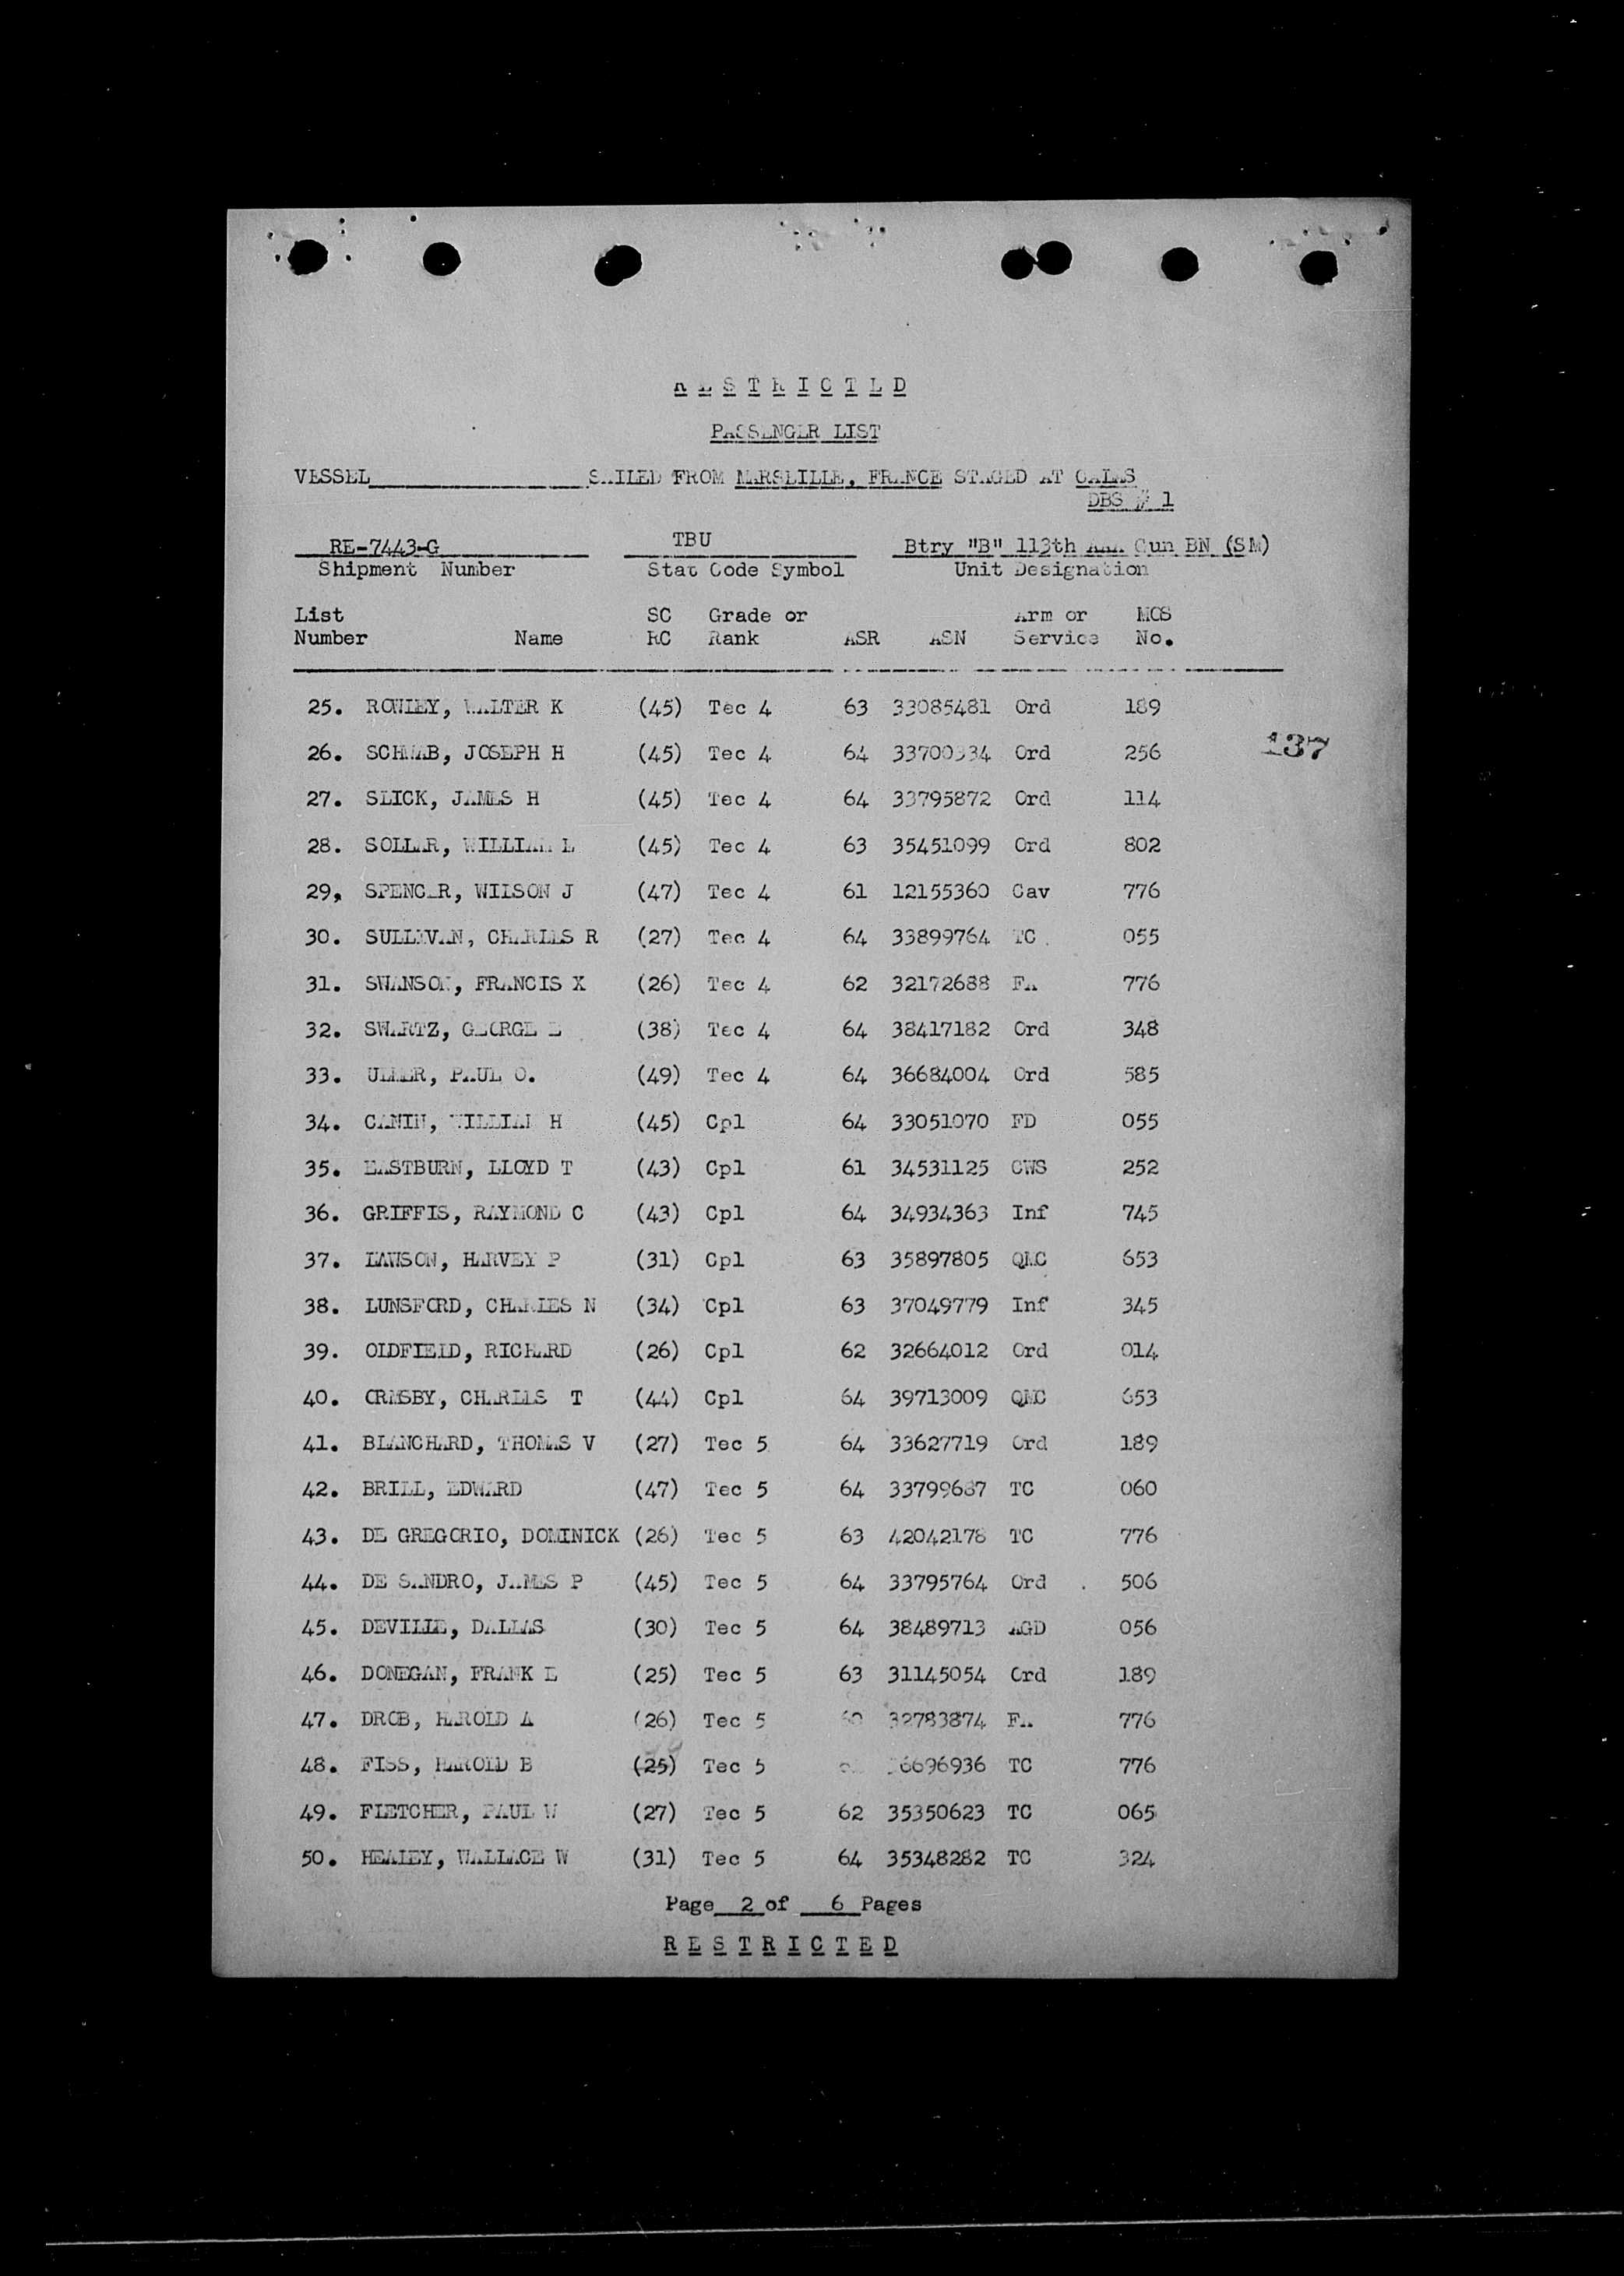 R E S T R I C T E D
PASSENGER LIST
VESSEL SAILED FROM MARSEILLE, FRANCE STAGED AT CALAS
DBS # 1
RE-7443-G TBU Btry "B" 113th AAA Gun BN (SM)
Shipment Number Stat Code Symbol Unit Designation
List SC Grade or Arm or MOS
Number Name RC Rank ASR ASN Service No.
25. ROWLEY, WALTER K (45) Tec 4 63 33085481 Ord 189
137
26. SCHWAB, JOSEPH H (45) Tec 4 64 33700934 Ord 256
27. SLICK, JAMES H (45) Tec 4 64 33795872 Ord 114
28. SOLLAR, WILLIAM L (45) Tec 4 63 35451099 Ord 802
29, SPENCER, WILSON J (47) Tec 4 61 12155360 Cav 776
30. SULLIVAN, CHARLES R (27) Tec 4 64 33899764 TC 055
31. SWANSON, FRANCIS X (26) Tec 4 62 32172688 FA 776
32. SWARTZ, GEORGE E (38) Tec 4 64 38417182 Ord 348
33. PAUL O. (49) Tec 4 64 36684004 Ord 585
34. CANIN, WILLIAM H (45) Cpl 64 33051070 FD 055
35. EASTBURN, LLOYD T (43) Cpl 61 34531125 CWS 252
36. GRIFFIS, RAYMOND C (43) Cpl 64 34934363 Inf 745
37. LAWSON, HARVEY P (31) Cpl 63 35897805 QMC 653
38. LUNSFORD, CHARLES N (34) Cpl 63 37049779 Inf 345
39. OLDFIELD, RICHARD (26) Cpl 62 32664012 Ord 014
40. ORMSBY, CHARLES T (44) Cpl 64 39713009 QMC 653
41. BLANCHARD, THOMAS V (27) Tec 5 64 33627719 Ord 189
42. BRILL, EDWARD (47) Tec 5 64 33799687 TC 060
43. DE GREGORIO, DOMINICK (26) Tec 5 63 42042178 TC 776
44. DE SANDRO, JAMES P (45) Tec 5 64 33795764 Ord 506
45. DEVILLE, DALLAS (30) Tec 5 64 38489713 AGD 056
46. DONEGAN, FRANK E (25) Tec 5 63 31145054 Ord 189
47. DROB, HAROLD A (26) Tec 5 32783874 FA 776
48. FISS, HAROLD B (25) Tec 5 TC 776
49. FLETCHER, PAUL W (27) Tec 5 62 35350623 TC 065
50. HEALEY, WALLACE W (31) Tec 5 64 35348282 TC 324
Page 2 of 6 Pages
R E S T R I C T E D